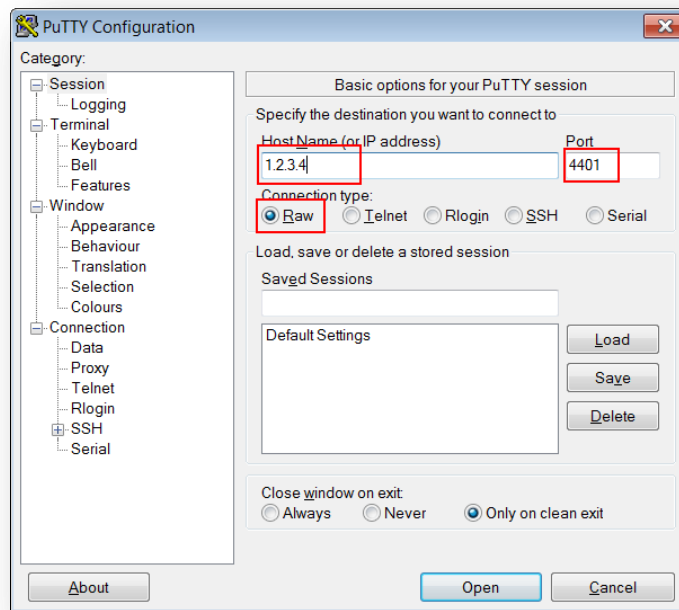 PuTTY Configuration
Category:
Session
Logging
Terminal
Keyboard
Bell
Features
Window
Appearance
Behaviour
Translation
Selection
Colours
Connection
Data
Proxy
Telnet
Rlogin
SSH
Serial
Basic options for your PuTTY session
Specify the destination you want to connect to
Host Name (or IP address) Port
1.2.3.4 4401
Connection type:
Raw Telnet Rlogin SSH Serial
Load, save or delete a stored session
Saved Sessions
Default Settings
Load
Save
Delete
Close window on exit:
Always Never Only on clean exit
About Open Cancel